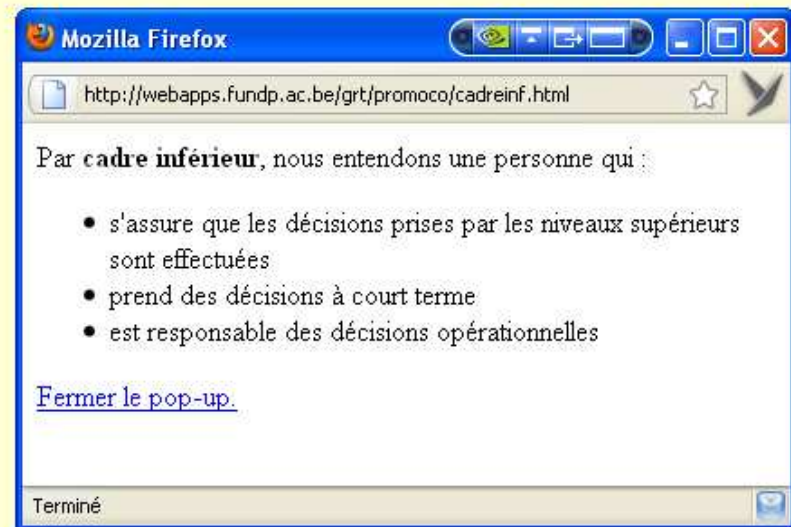 Mozilla Firefox
http://webapps.fundp.ac.be/grt/promoco/cadreinf.html
Par cadre inférieur, nous entendons une personne qui :
s'assure que les décisions prises par les niveaux supérieurs
sont effectuées
prend des décisions à court terme
est responsable des décisions opérationnelles
Fermer le pop-up.
Terminé